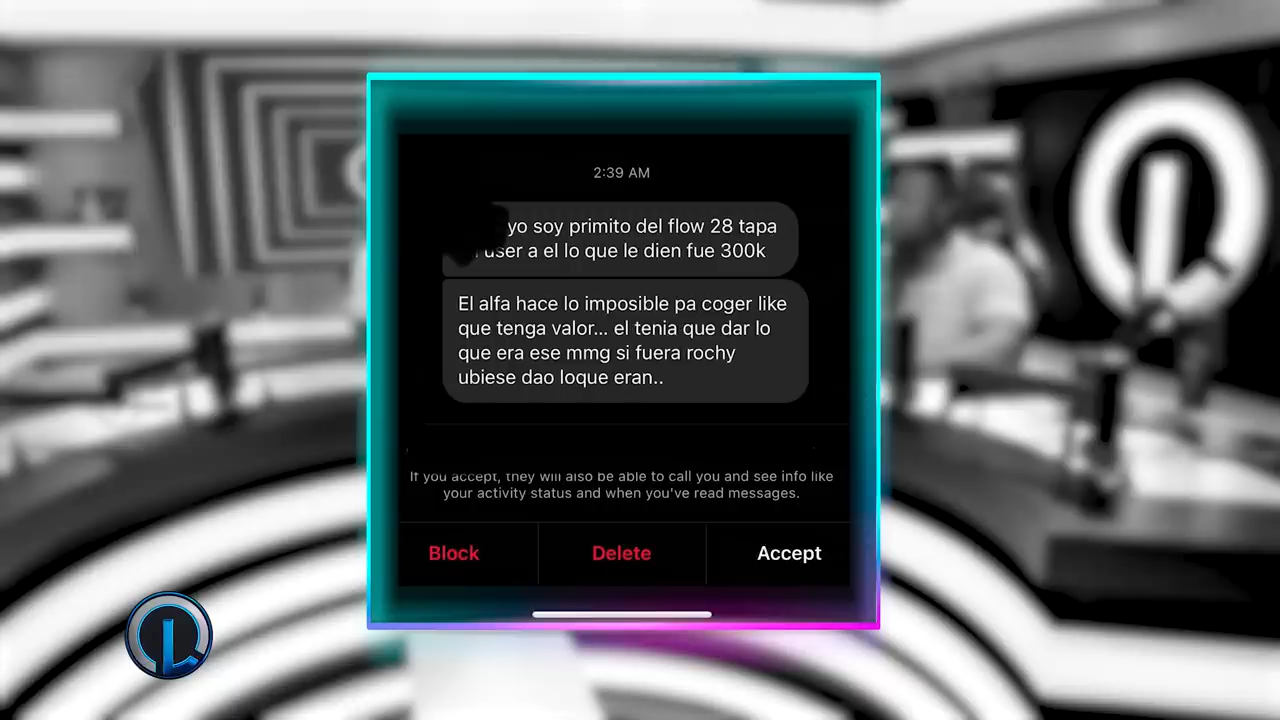 2:39 AM
yo soy primito del flow 28 tapa
user a el lo que le dien fue 300k
El alfa hace lo imposible pa coger like
que tenga valor... el tenia que dar lo
que era ese mmg si fuera rochy
ubiese dao loque eran..
If you accept, they will also be able to call you and see info like
your activity status and when you've read messages.
Block
Delete
Accept